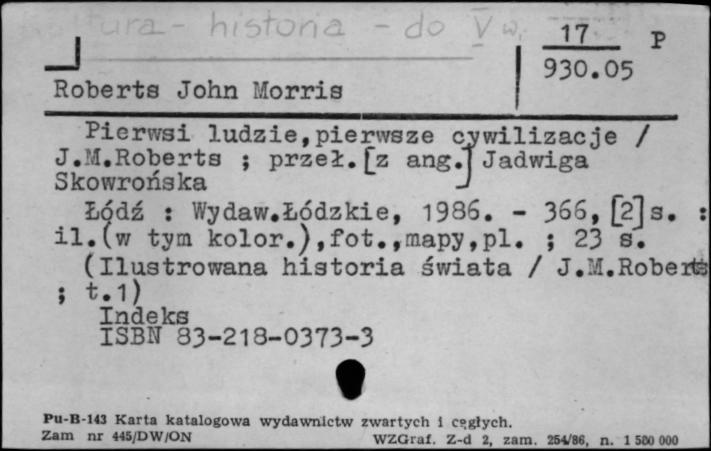 Kultura - historia - do V w.
17 P
930.05
Roberts John Morris
Pierwsi ludzie,pierwsze cywilizacje /
J.M.Roberts ; przeł.[z ang.] Jadwiga
Skowrońska
Łódź : Wydaw.Łódzkie, 1986. - 366,[2]s. :
il.(w tym kolor.),fot.,mapy,pl. ; 23 s.
(Ilustrowana historia świata / J.M.Roberts
; t.1)
Indeks
ISBN 83-218-0373-3
Pu-B-143 Karta katalogowa wydawnictw zwartych i cęgłych.
Zam nr 445/DW/ON
WZGraf. Z-d 2, zam. 254/86, n. 1 500 000